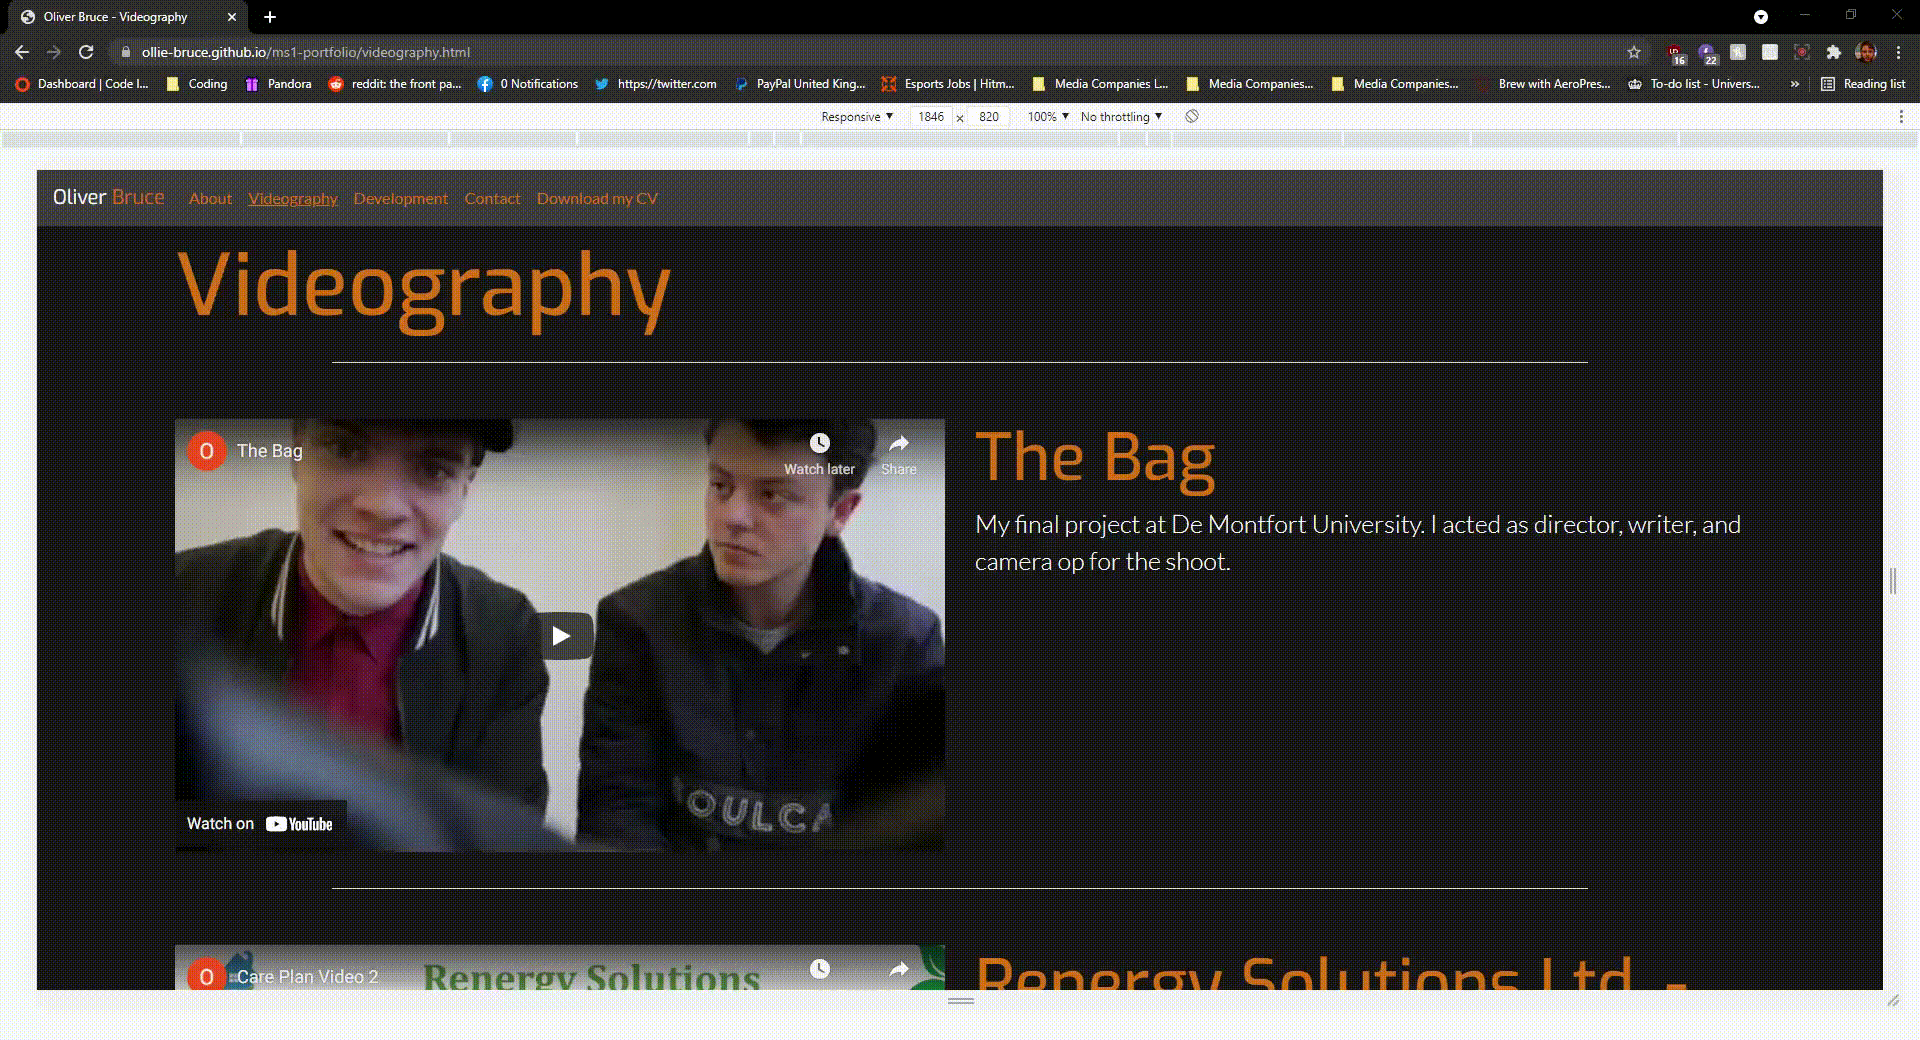 Oliver Bruce - Videography
ollie-bruce.github.io/ms1-portfolio/videography.html
16
22
Dashboard | Code I...
Coding
Pandora
reddit: the front pa...
0 Notifications
https://twitter.com
PayPal United King...
Esports Jobs | Hitm...
Media Companies L...
Media Companies...
Media Companies...
Brew with AeroPres...
To-do list - Univers...
»
Reading list
Responsive
1846 x 820
100%
No throttling
Oliver Bruce
About
Videography
Development
Contact
Download my CV
Videography
O
The Bag
Watch later
Share
OULCA
Watch on YouTube
The Bag
My final project at De Montfort University. I acted as director, writer, and
camera op for the shoot.
O
Care Plan Video 2
Renergy Solutions
Renergy Solutions Ltd. -